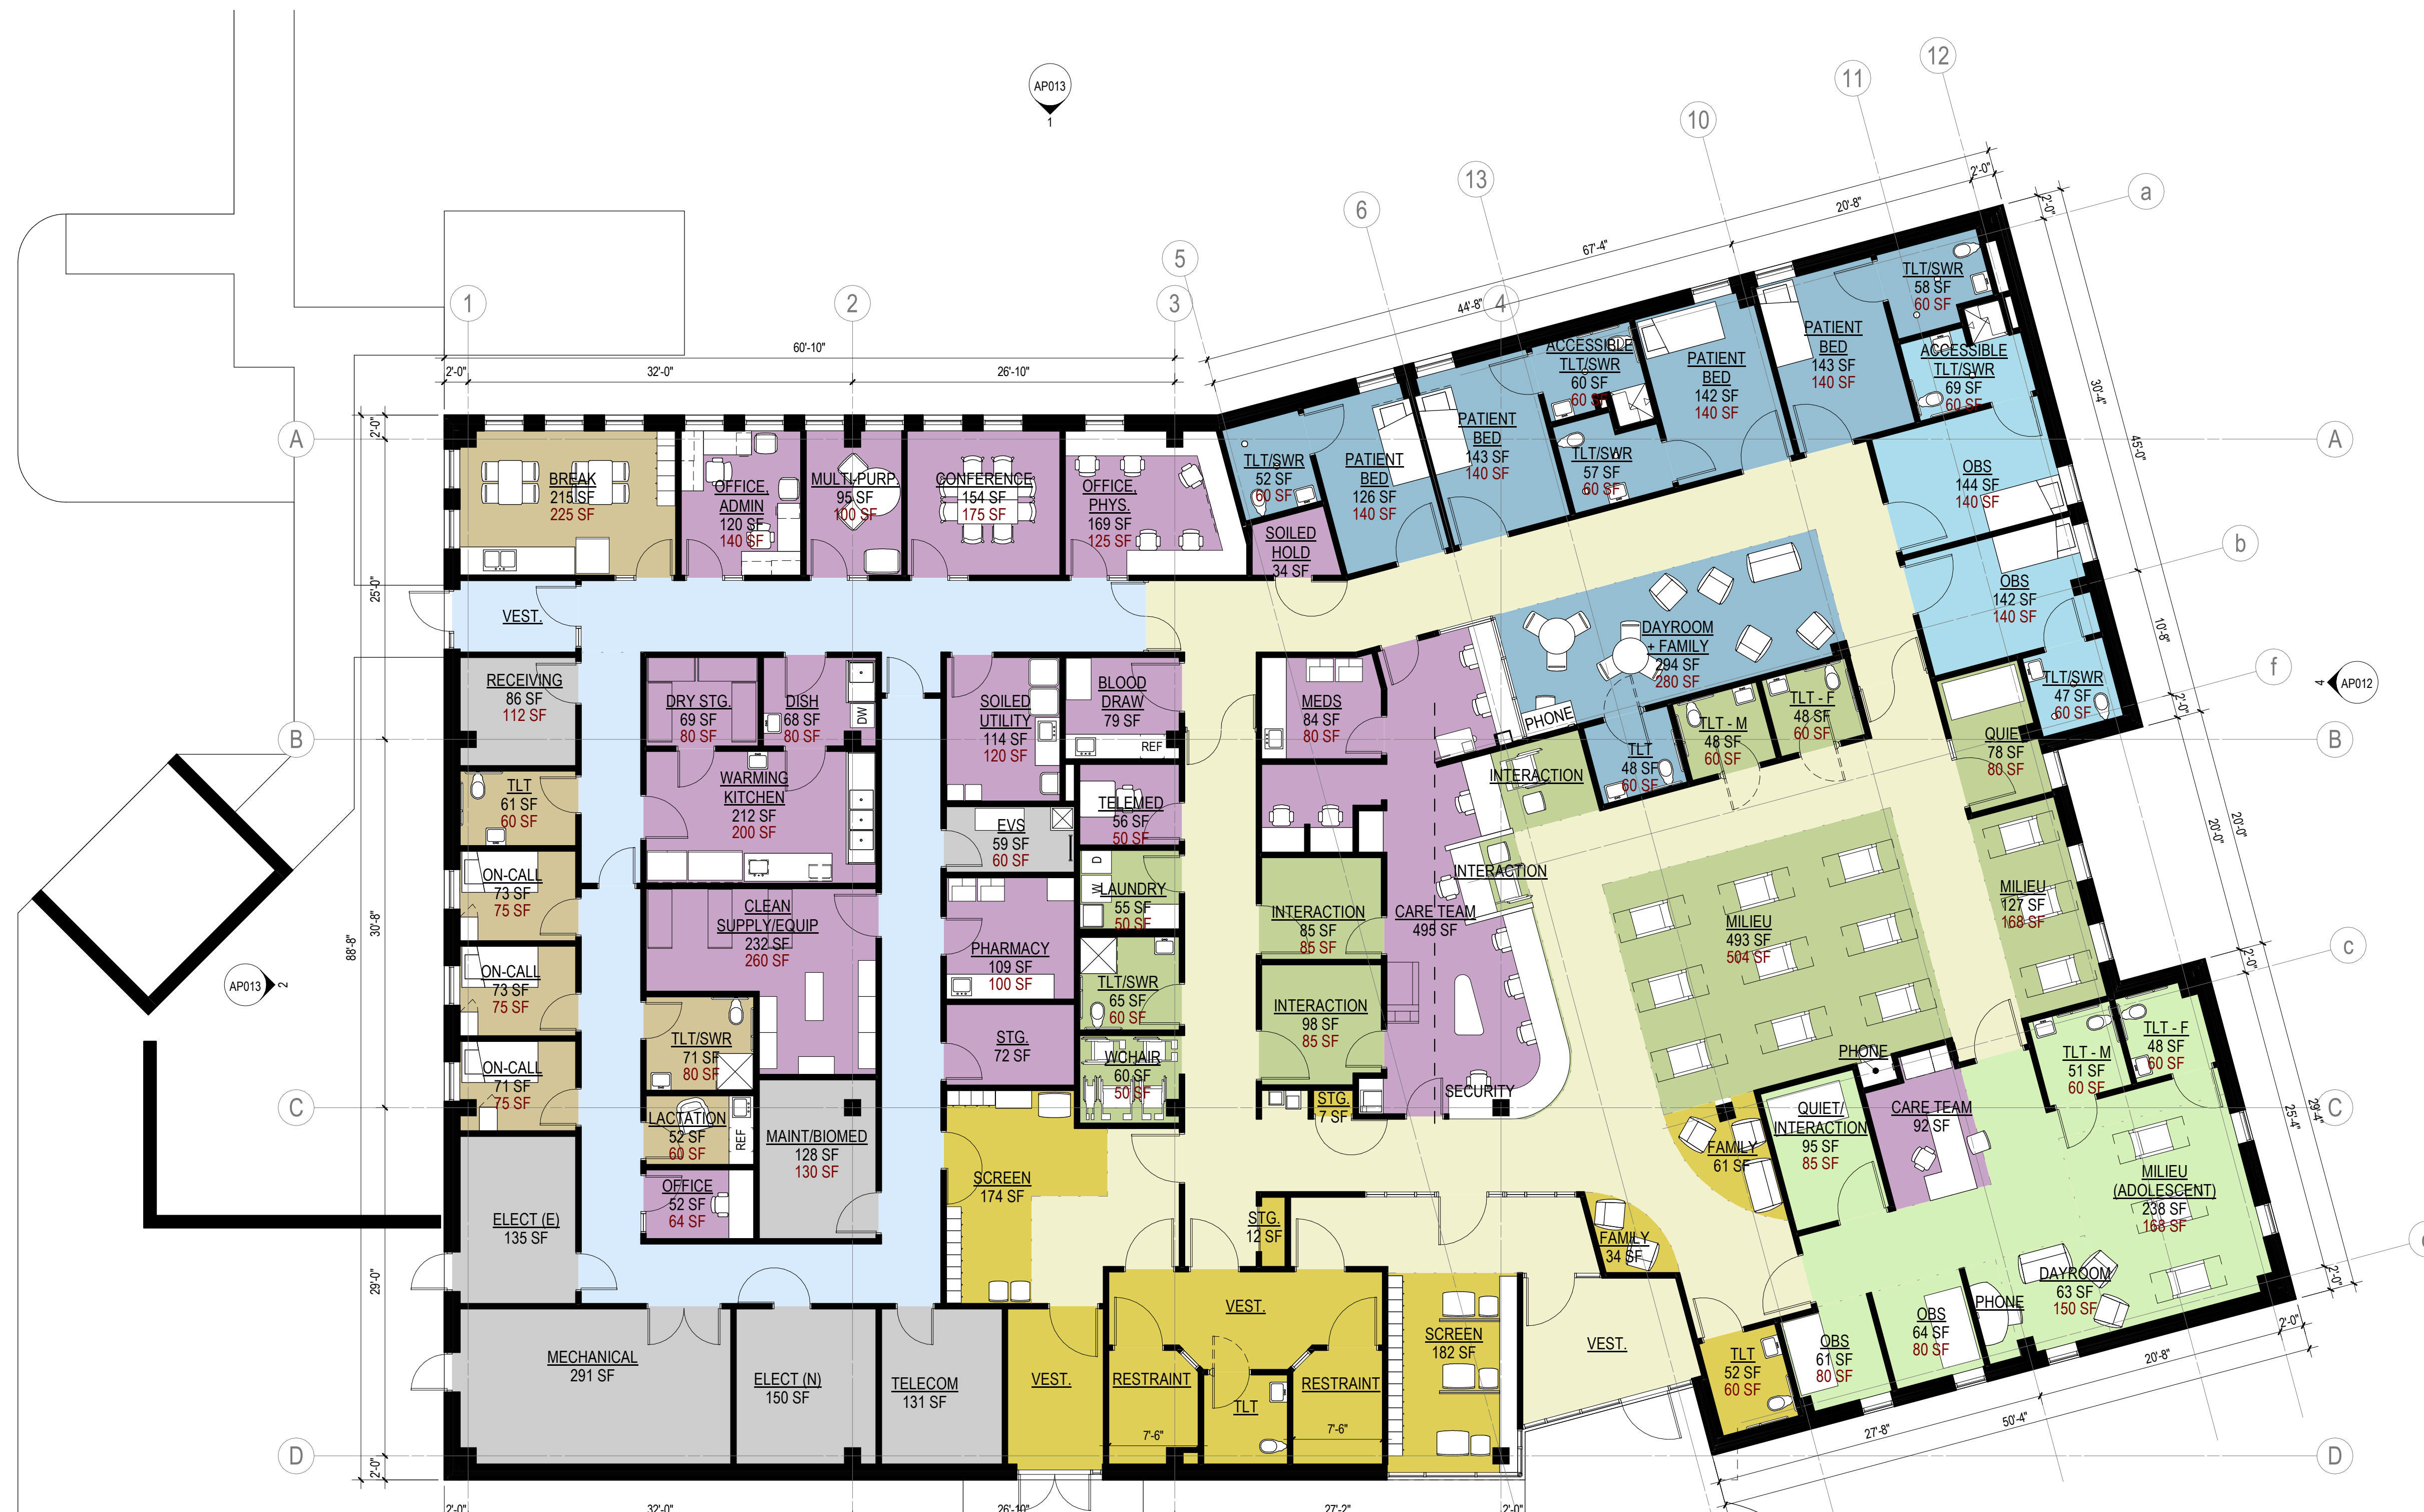 AP013
1
12
11
10
13
6
5
a
2'-0"
20'-8"
2'-0"
67'-4"
44'-8"
b
1
2
3
4
60'-10"
2'-0"
32'-0"
26'-10"
30'-4"
45'-0"
A
2'-0"
A
TLT/SWR
58 SF
60 SF
PATIENT
BED
143 SF
140 SF
ACCESSIBLE
TLT/SWR
69 SF
60 SF
ACCESSIBLE
TLT/SWR
60 SF
60 SF
PATIENT
BED
142 SF
140 SF
PATIENT
BED
143 SF
140 SF
TLT/SWR
57 SF
60 SF
PATIENT
BED
126 SF
140 SF
TLT/SWR
52 SF
60 SF
SOILED
HOLD
34 SF
OBS
144 SF
140 SF
OBS
142 SF
140 SF
BREAK
215 SF
225 SF
OFFICE,
ADMIN
120 SF
140 SF
MULTI-PURP.
95 SF
100 SF
CONFERENCE
154 SF
175 SF
OFFICE,
PHYS.
169 SF
125 SF
25'-0"
VEST.
10'-8"
f
2'-0"
AP012
4
RECEIVING
86 SF
112 SF
DRY STG.
69 SF
80 SF
DISH
68 SF
80 SF
DW
SOILED
UTILITY
114 SF
120 SF
BLOOD
DRAW
79 SF
REF
MEDS
84 SF
80 SF
DAYROOM
+ FAMILY
294 SF
280 SF
PHONE
TLT
48 SF
60 SF
TLT - M
48 SF
60 SF
TLT - F
48 SF
60 SF
TLT/SWR
47 SF
60 SF
QUIET
78 SF
80 SF
B
B
INTERACTION
TLT
61 SF
60 SF
WARMING
KITCHEN
212 SF
200 SF
TELEMED
56 SF
50 SF
EVS
59 SF
60 SF
20'-0"
20'-0"
ON-CALL
73 SF
75 SF
CLEAN
SUPPLY/EQUIP
232 SF
260 SF
D
W
LAUNDRY
55 SF
50 SF
INTERACTION
INTERACTION
85 SF
85 SF
CARE TEAM
495 SF
MILIEU
493 SF
504 SF
MILIEU
127 SF
168 SF
88'-8"
30'-8"
c
2'-0"
PHARMACY
109 SF
100 SF
AP013
2
ON-CALL
73 SF
75 SF
TLT/SWR
65 SF
60 SF
INTERACTION
98 SF
85 SF
TLT/SWR
71 SF
80 SF
STG.
72 SF
WCHAIR
60 SF
50 SF
ON-CALL
71 SF
75 SF
SECURITY
PHONE
TLT - M
51 SF
60 SF
TLT - F
48 SF
60 SF
STG.
7 SF
C
C
25'-4"
29'-4"
LACTATION
52 SF
60 SF
REF
MAINT/BIOMED
128 SF
130 SF
QUIET/
INTERACTION
95 SF
85 SF
CARE TEAM
92 SF
FAMILY
61 SF
SCREEN
174 SF
OFFICE
52 SF
64 SF
MILIEU
(ADOLESCENT)
238 SF
168 SF
ELECT (E)
135 SF
STG.
12 SF
FAMILY
34 SF
DAYROOM
63 SF
150 SF
PHONE
29'-0"
2'-0"
2'-0"
VEST.
SCREEN
182 SF
VEST.
OBS
64 SF
80 SF
OBS
61 SF
80 SF
TLT
52 SF
60 SF
MECHANICAL
291 SF
ELECT (N)
150 SF
TELECOM
131 SF
VEST.
RESTRAINT
TLT
RESTRAINT
20'-8"
50'-4"
27'-8"
7'-6"
7'-6"
D
2'-0"
D
2'-0"
32'-0"
26'-10"
27'-2"
2'-0"